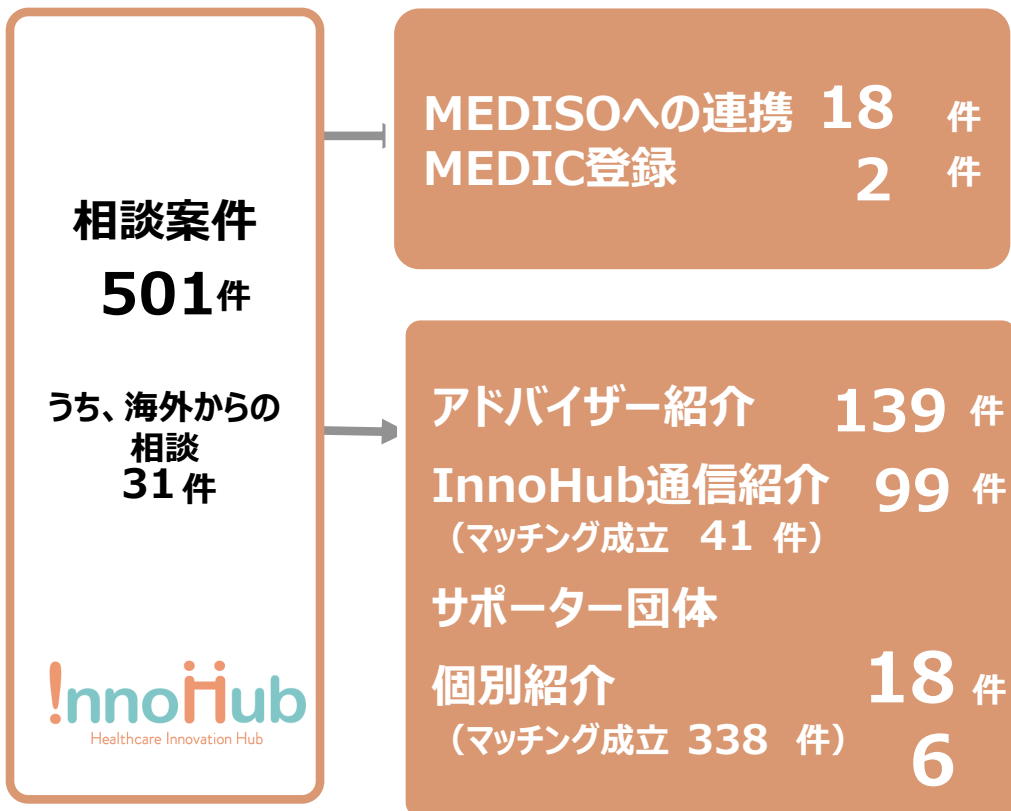 相談案件
501件
うち、海外からの
相談
31件
InnoHub
Healthcare Innovation Hub
MEDISOへの連携 18 件
MEDIC登録 2 件
アドバイザー紹介 139 件
InnoHub通信紹介 99 件
（マッチング成立 41 件）
サポーター団体
個別紹介 18 件
（マッチング成立 338 件）
6